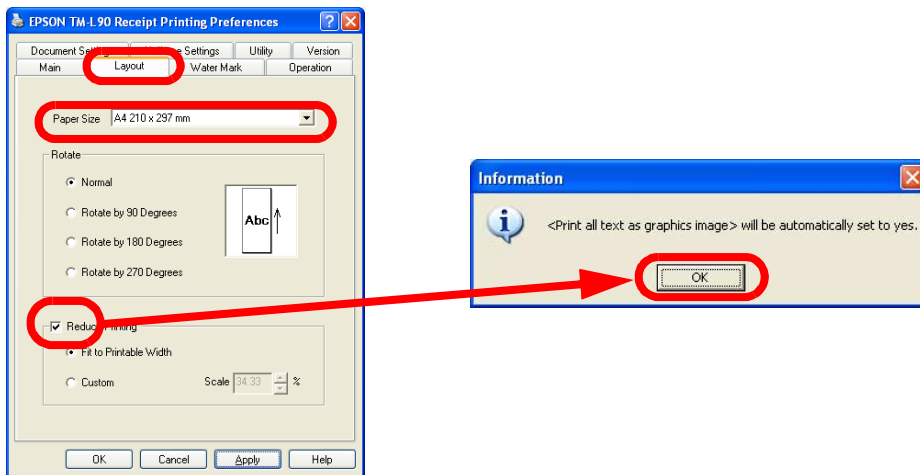 EPSON TM-L90 Receipt Printing Preferences
Utility Version
Main Layout Water Mark Operation
Paper Size A4 210 x 297 mm
Rotate
Normal
Rotate by 90 Degrees
Rotate by 180 Degrees
Rotate by 270 Degrees
Abc
Fit to Printable Width
Custom Scale 34.33 %
OK Cancel Apply Help
Information
<Print all text as graphics image> will be automatically set to yes.
OK